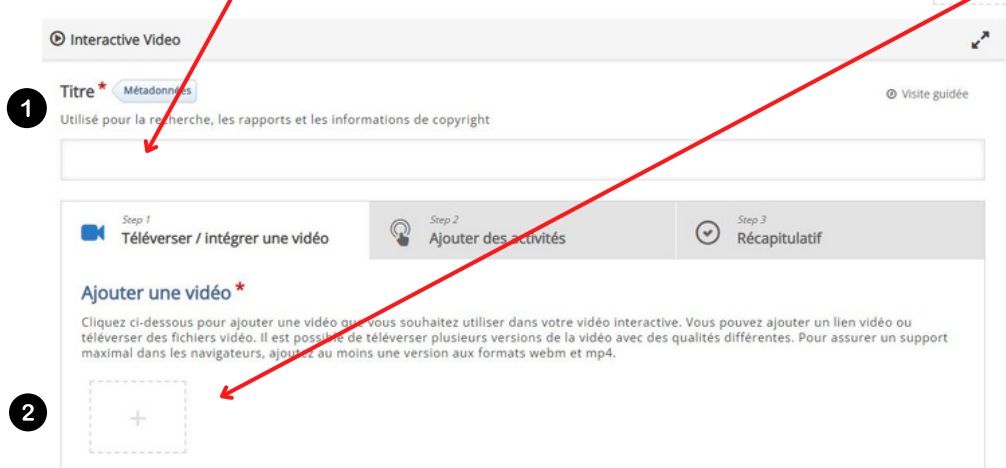 Interactive Video
Titre * Métadonnées
Visite guidée
1
Utilisé pour la recherche, les rapports et les informations de copyright
Step 1
Téléverser / intégrer une vidéo
Step 2
Ajouter des activités
Step 3
Récapitulatif
Ajouter une vidéo *
Cliquez ci-dessous pour ajouter une vidéo que vous souhaitez utiliser dans votre vidéo interactive. Vous pouvez ajouter un lien vidéo ou
téléverser des fichiers vidéo. Il est possible de téléverser plusieurs versions de la vidéo avec des qualités différentes. Pour assurer un support
maximal dans les navigateurs, ajoutez au moins une version aux formats webm et mp4.
2
+